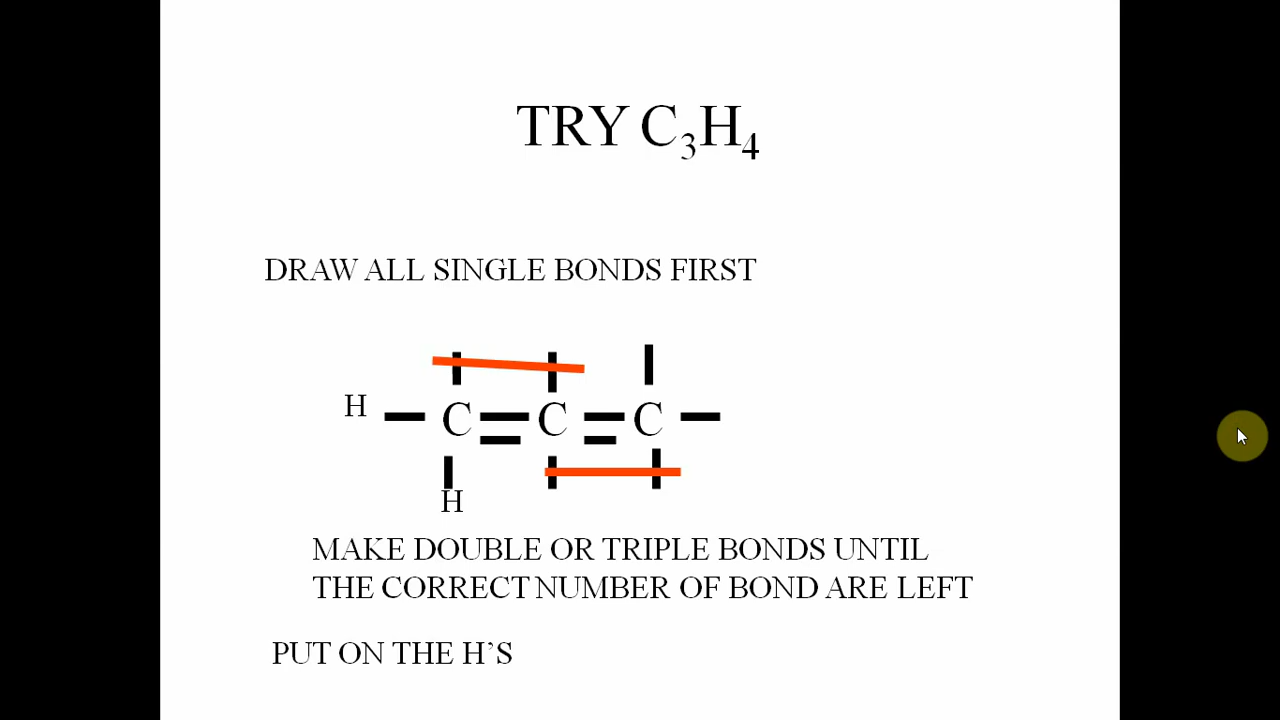 TRY C₃H₄
DRAW ALL SINGLE BONDS FIRST
H C C C
H
MAKE DOUBLE OR TRIPLE BONDS UNTIL
THE CORRECT NUMBER OF BOND ARE LEFT
PUT ON THE H’S